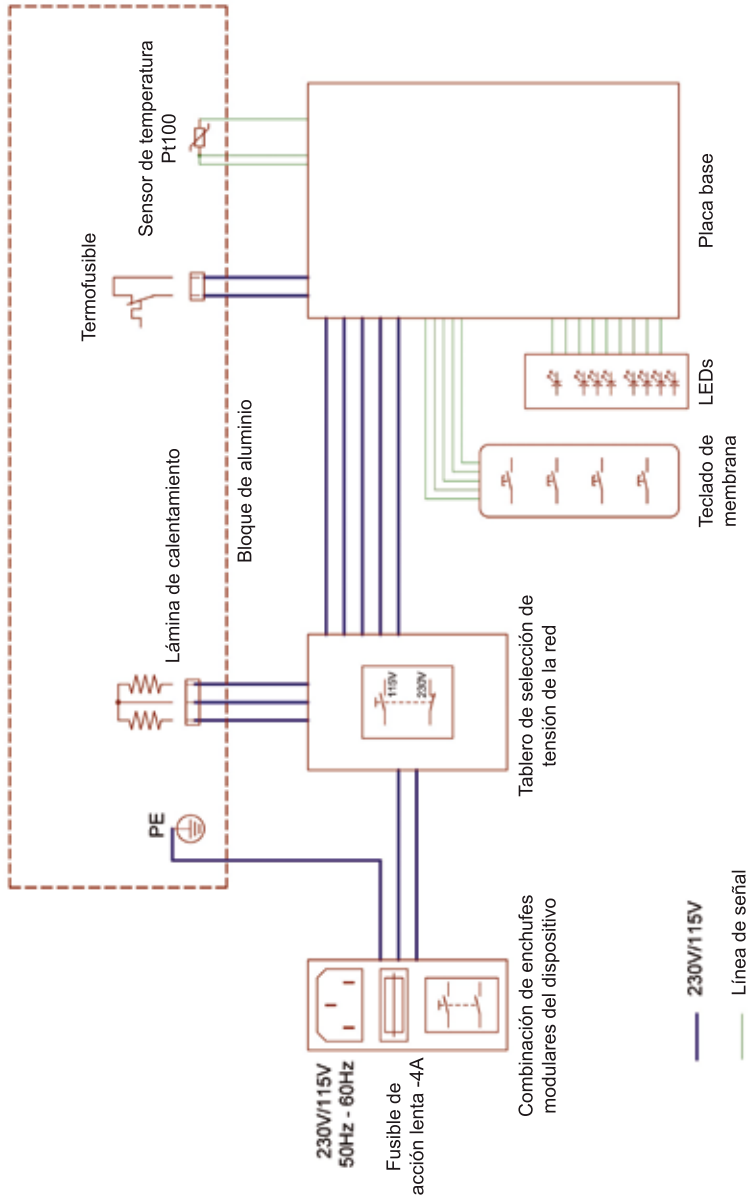 Sensor de temperatura
Pt100
Termofusible
Lámina de calentamiento
Bloque de aluminio
PE
Placa base
LEDs
Teclado de
membrana
115V
230V
Tablero de selección de
tensión de la red
230V/115V
50Hz - 60Hz
Fusible de
acción lenta -4A
Combinación de enchufes
modulares del dispositivo
230V/115V
Línea de señal